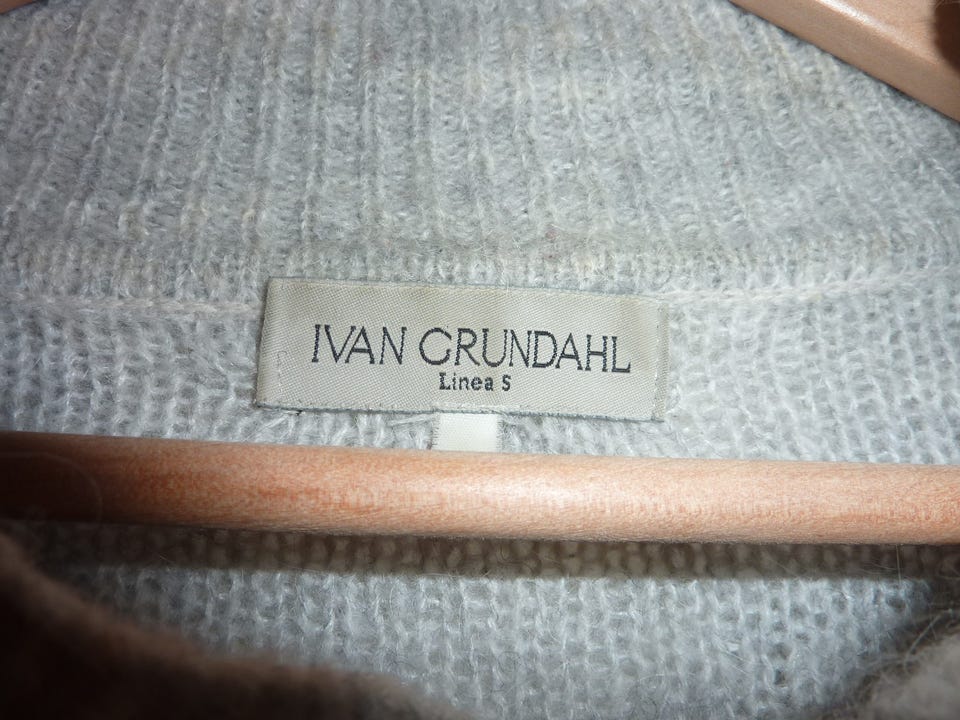 IVAN GRUNDAHL
Linea S